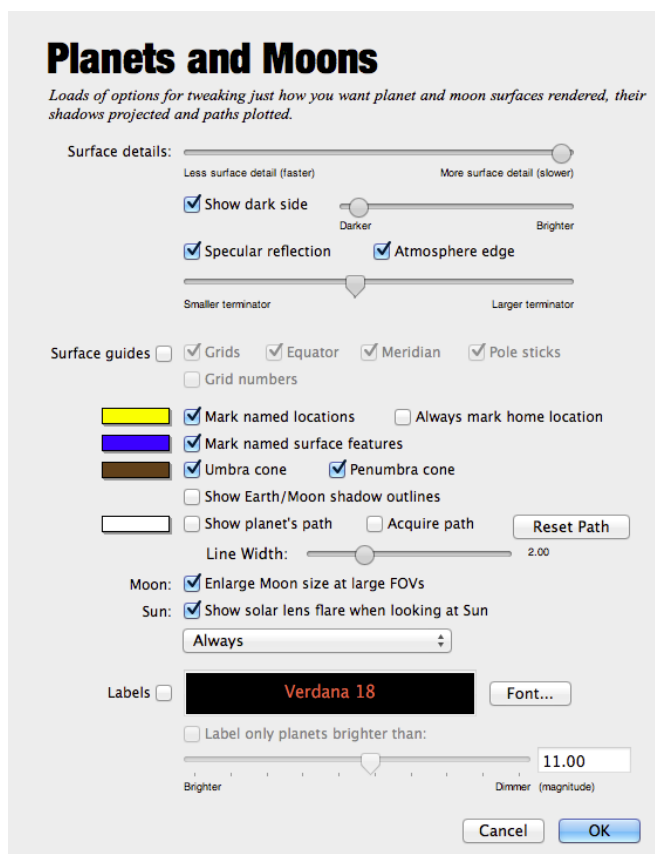 Planets and Moons
Loads of options for tweaking just how you want planet and moon surfaces rendered, their
shadows projected and paths plotted.
Surface details:
Less surface detail (faster) More surface detail (slower)
Show dark side
Darker Brighter
Specular reflection Atmosphere edge
Smaller terminator Larger terminator
Surface guides Grids Equator Meridian Pole sticks
Grid numbers
Mark named locations Always mark home location
Mark named surface features
Umbra cone Penumbra cone
Show Earth/Moon shadow outlines
Show planet's path Acquire path Reset Path
Line Width: 2.00
Moon: Enlarge Moon size at large FOVs
Sun: Show solar lens flare when looking at Sun
Always
Labels Verdana 18 Font...
Label only planets brighter than:
11.00
Brighter Dimmer (magnitude)
Cancel OK